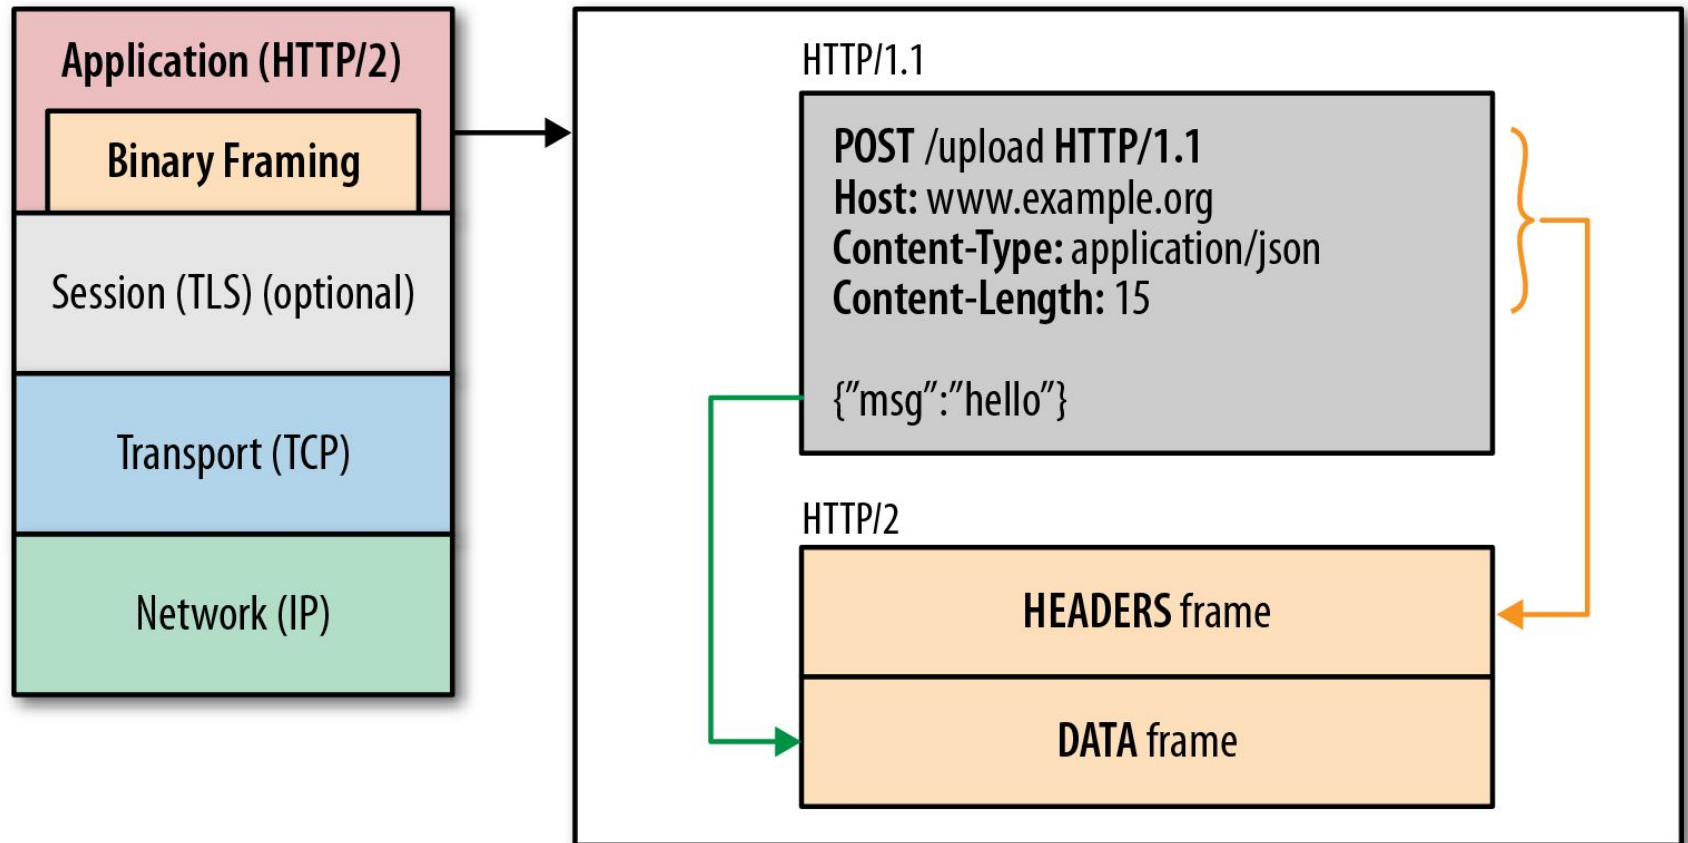 Application (HTTP/2)
Binary Framing
Session (TLS) (optional)
Transport (TCP)
Network (IP)
HTTP/1.1
POST /upload HTTP/1.1
Host: www.example.org
Content-Type: application/json
Content-Length: 15
{”msg”:”hello”}
HTTP/2
HEADERS frame
DATA frame